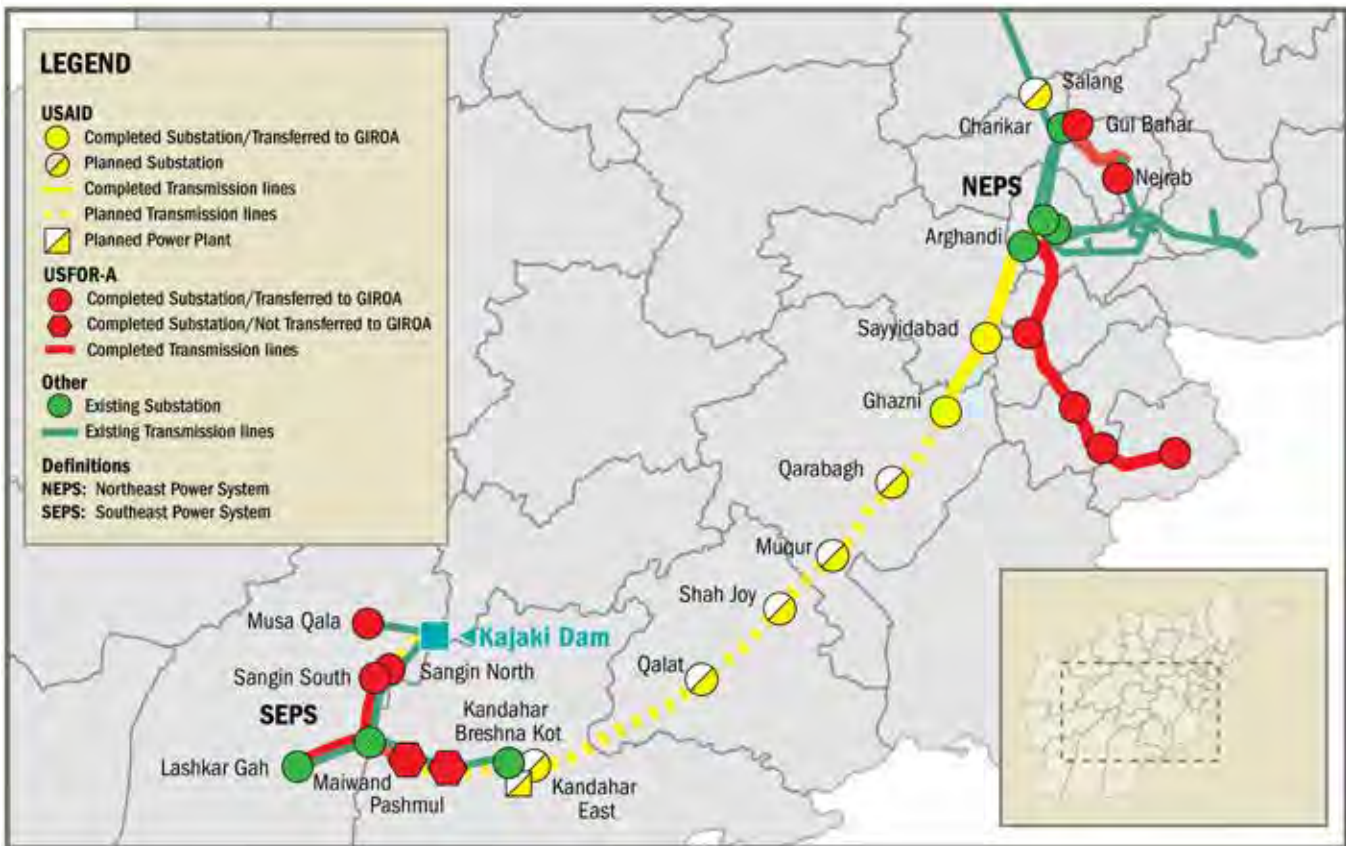 LEGEND
USAID
Completed Substation/Transferred to GIROA
Planned Substation
Completed Transmission lines
Planned Transmission lines
Planned Power Plant
USFOR-A
Completed Substation/Transferred to GIROA
Completed Substation/Not Transferred to GIROA
Completed Transmission lines
Other
Existing Substation
Existing Transmission lines
Definitions
NEPS: Northeast Power System
SEPS: Southeast Power System
Salang
Charikar
Gul Bahar
NEPS
Nejrab
Arghandi
Sayyidabad
Ghazni
Qarabagh
Muqur
Shah Joy
Musa Qala
Kajaki Dam
Qalat
Sangin North
Sangin South
SEPS
Kandahar
Breshna Kot
Lashkar Gah
Maiwand
Pashmul
Kandahar
East